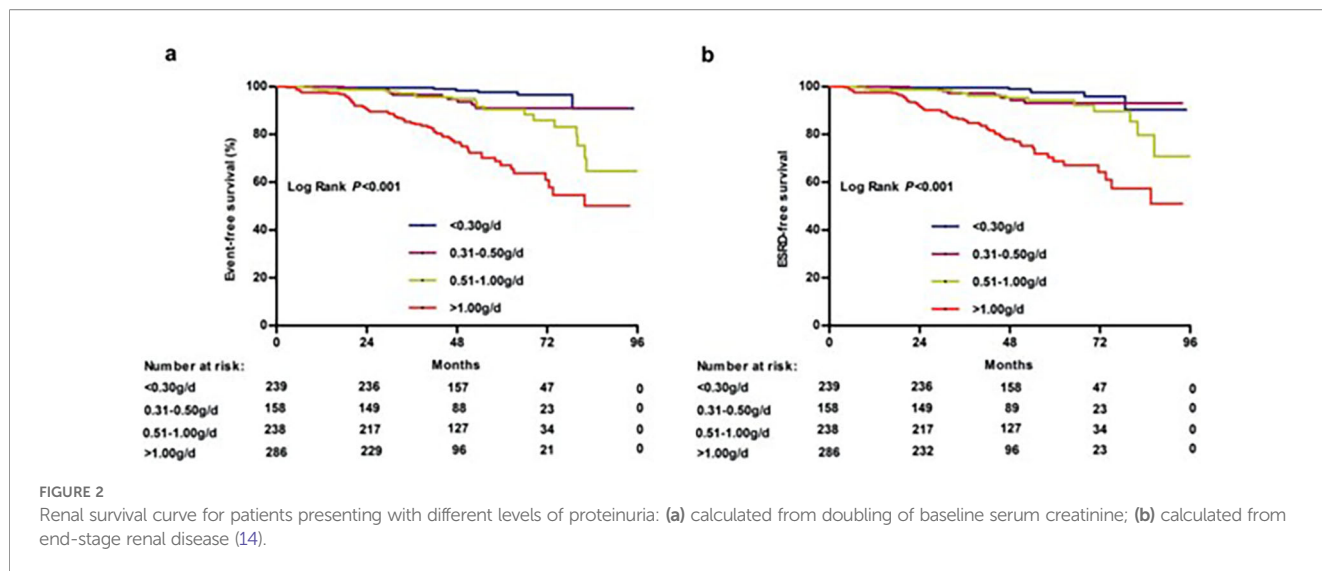 a
Event-free survival (%)
100
80
60
40
20
0
Log Rank P<0.001
<0.30g/d
0.31-0.50g/d
0.51-1.00g/d
>1.00g/d
0 24 48 72 96
Months
Number at risk:
<0.30g/d 239 236 157 47 0
0.31-0.50g/d 158 149 88 23 0
0.51-1.00g/d 238 217 127 34 0
>1.00g/d 286 229 96 21 0
b
ESRD-free survival
100
80
60
40
20
0
Log Rank P<0.001
<0.30g/d
0.31-0.50g/d
0.51-1.00g/d
>1.00g/d
0 24 48 72 96
Months
Number at risk:
<0.30g/d 239 236 158 47 0
0.31-0.50g/d 158 149 89 23 0
0.51-1.00g/d 238 217 127 34 0
>1.00g/d 286 232 96 23 0
FIGURE 2
Renal survival curve for patients presenting with different levels of proteinuria: (a) calculated from doubling of baseline serum creatinine; (b) calculated from
end-stage renal disease (14).